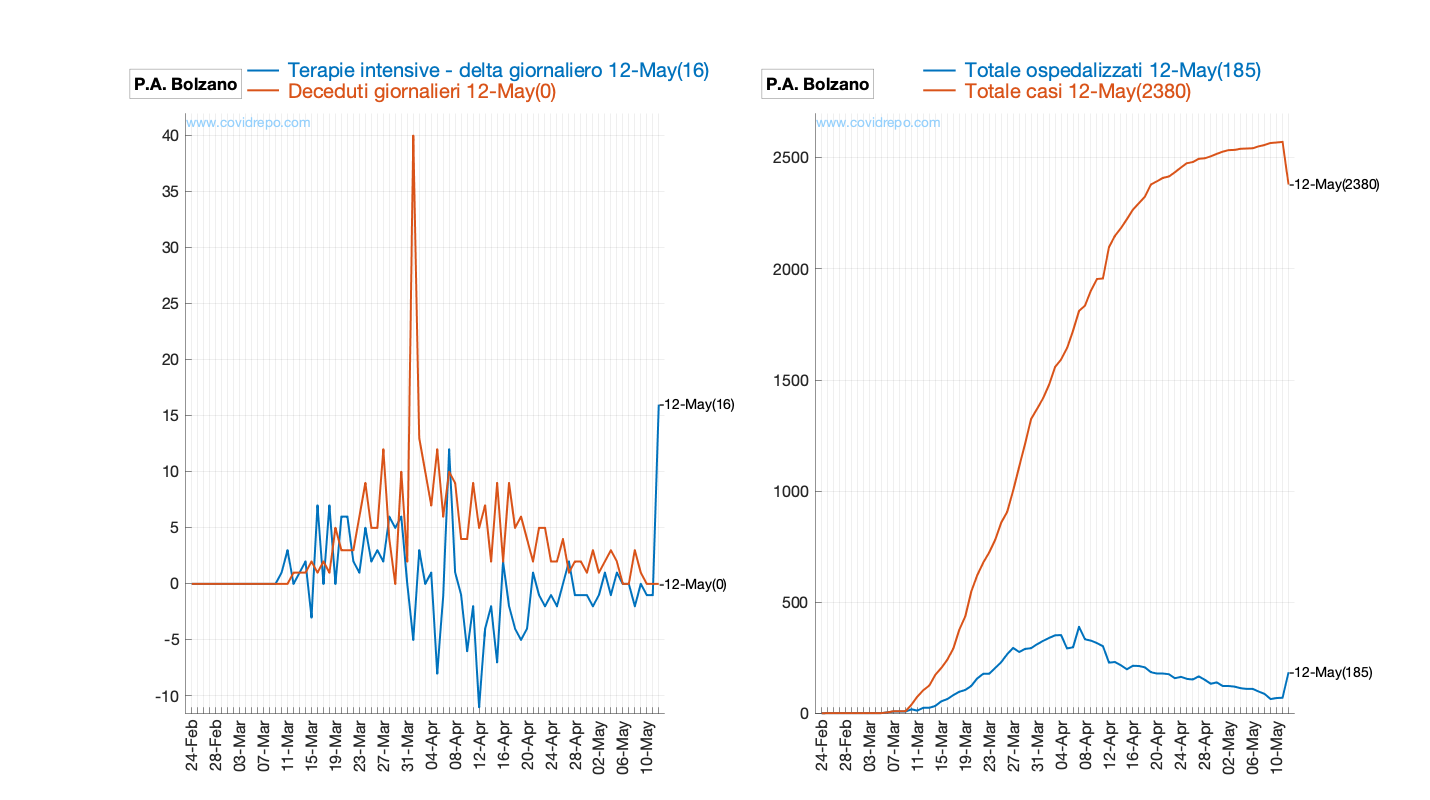 P.A. Bolzano
Terapie intensive - delta giornaliero 12-May(16)
Deceduti giornalieri 12-May(0)
www.covidrepo.com
40
35
30
25
20
15
10
5
0
-5
-10
12-May(16)
12-May(0)
24-Feb
28-Feb
03-Mar
07-Mar
11-Mar
15-Mar
19-Mar
23-Mar
27-Mar
31-Mar
04-Apr
08-Apr
12-Apr
16-Apr
20-Apr
24-Apr
28-Apr
02-May
06-May
10-May
P.A. Bolzano
Totale ospedalizzati 12-May(185)
Totale casi 12-May(2380)
www.covidrepo.com
2500
2000
1500
1000
500
0
12-May(2380)
12-May(185)
24-Feb
28-Feb
03-Mar
07-Mar
11-Mar
15-Mar
19-Mar
23-Mar
27-Mar
31-Mar
04-Apr
08-Apr
12-Apr
16-Apr
20-Apr
24-Apr
28-Apr
02-May
06-May
10-May